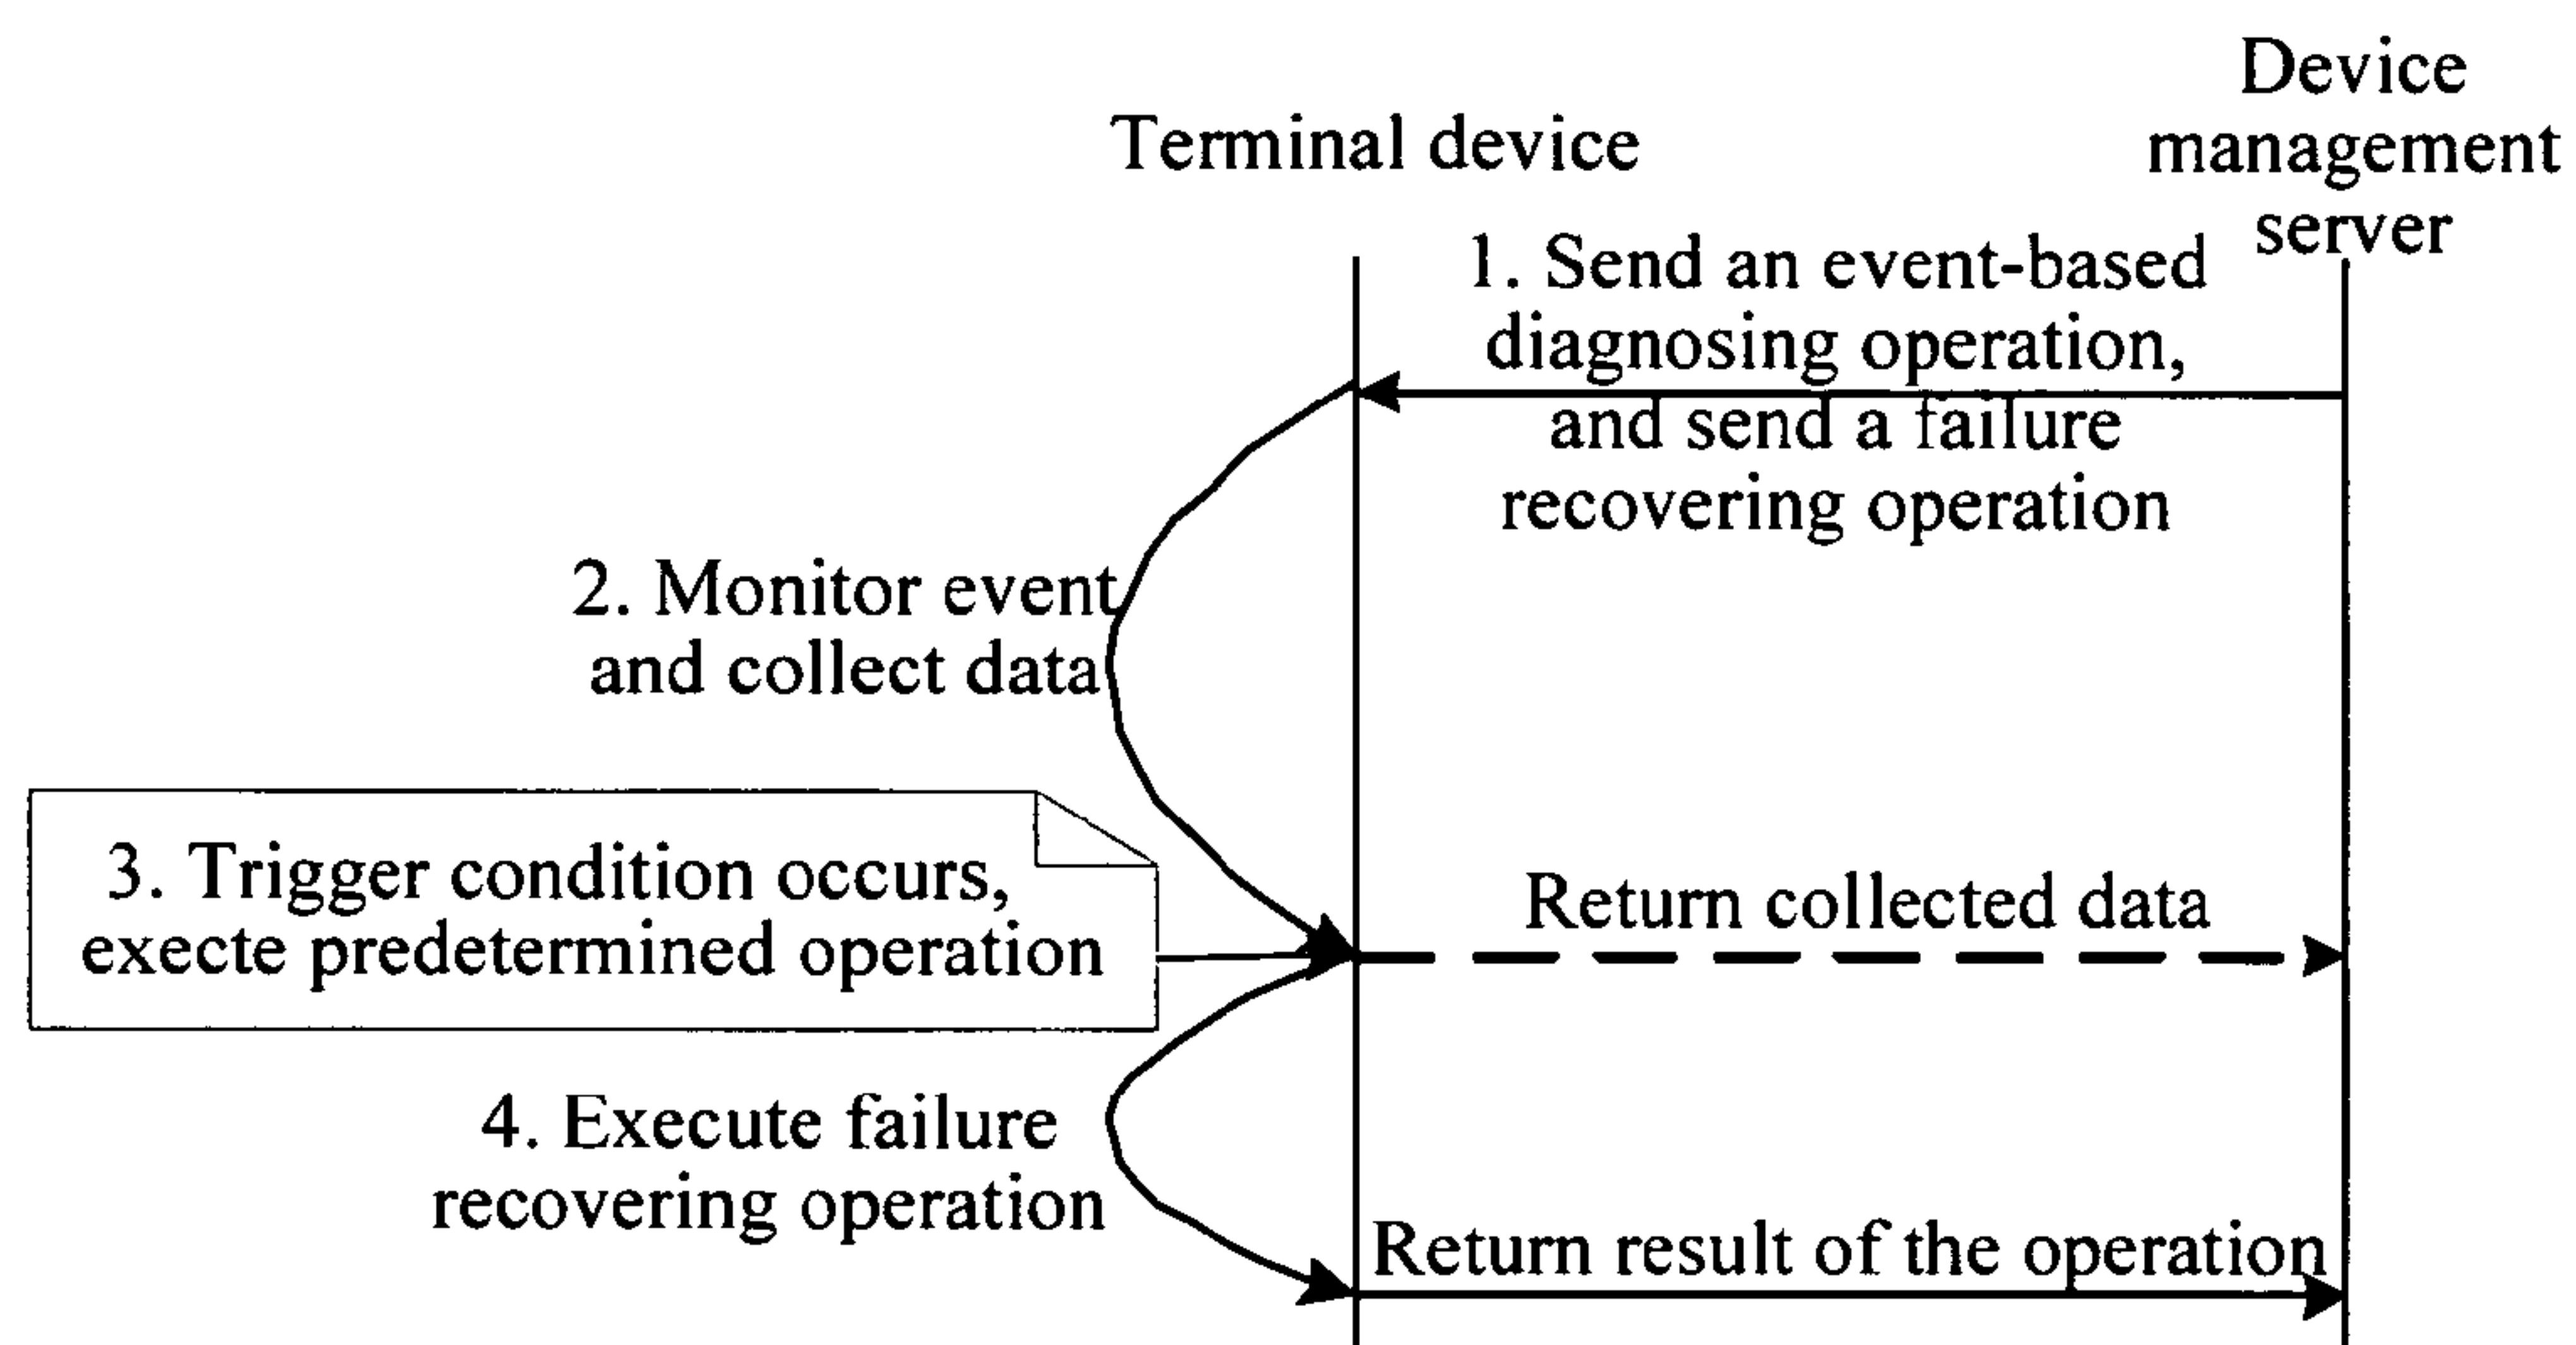 Terminal device
Device
management
server
1. Send an event-based
diagnosing operation,
and send a failure
recovering operation
2. Monitor event
and collect data
3. Trigger condition occurs,
execte predetermined operation
Return collected data
4. Execute failure
recovering operation
Return result of the operation